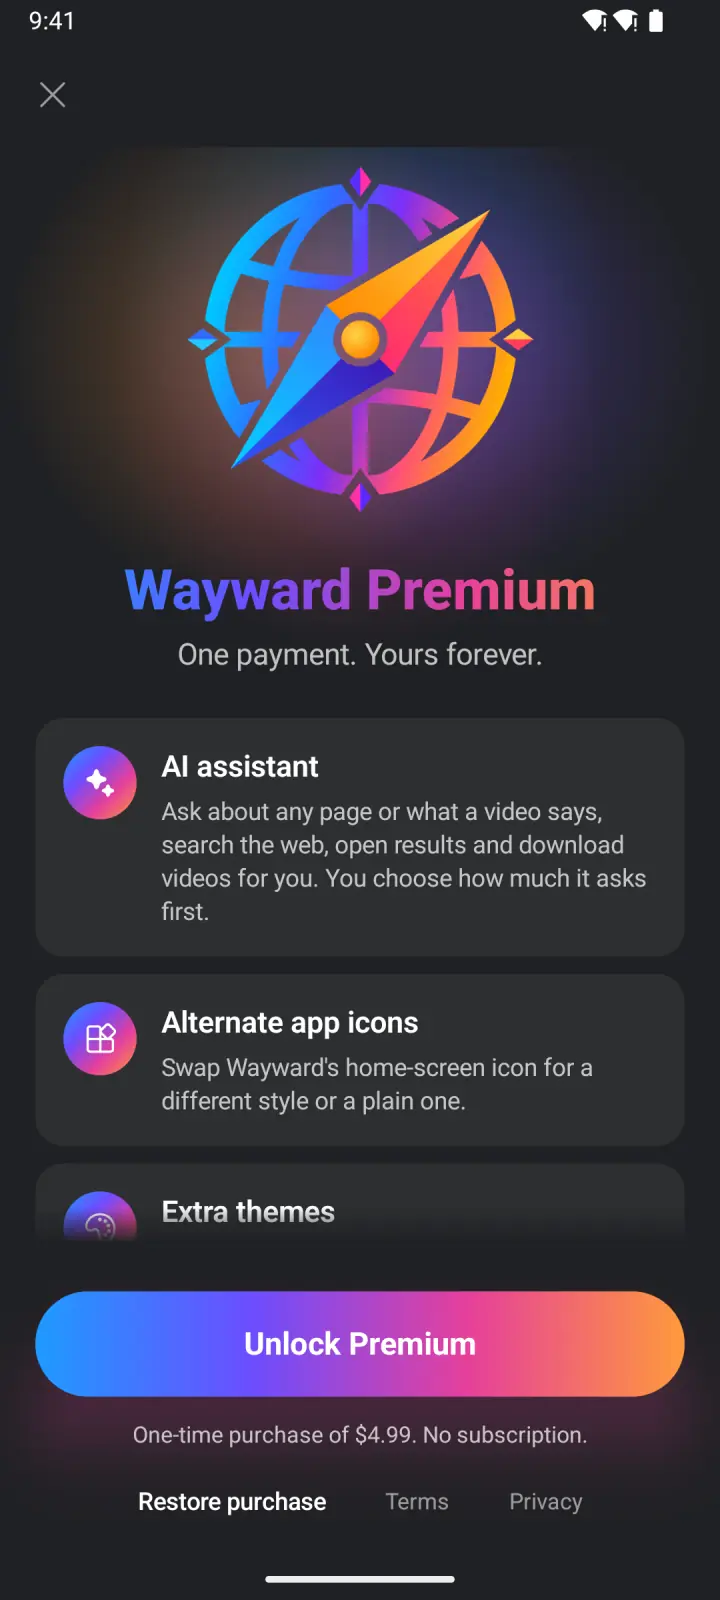 9:41
Wayward Premium
One payment. Yours forever.
AI assistant
Ask about any page or what a video says,
search the web, open results and download
videos for you. You choose how much it asks
first.
Alternate app icons
Swap Wayward's home-screen icon for a
different style or a plain one.
Extra themes
Unlock Premium
One-time purchase of $4.99. No subscription.
Restore purchase Terms Privacy